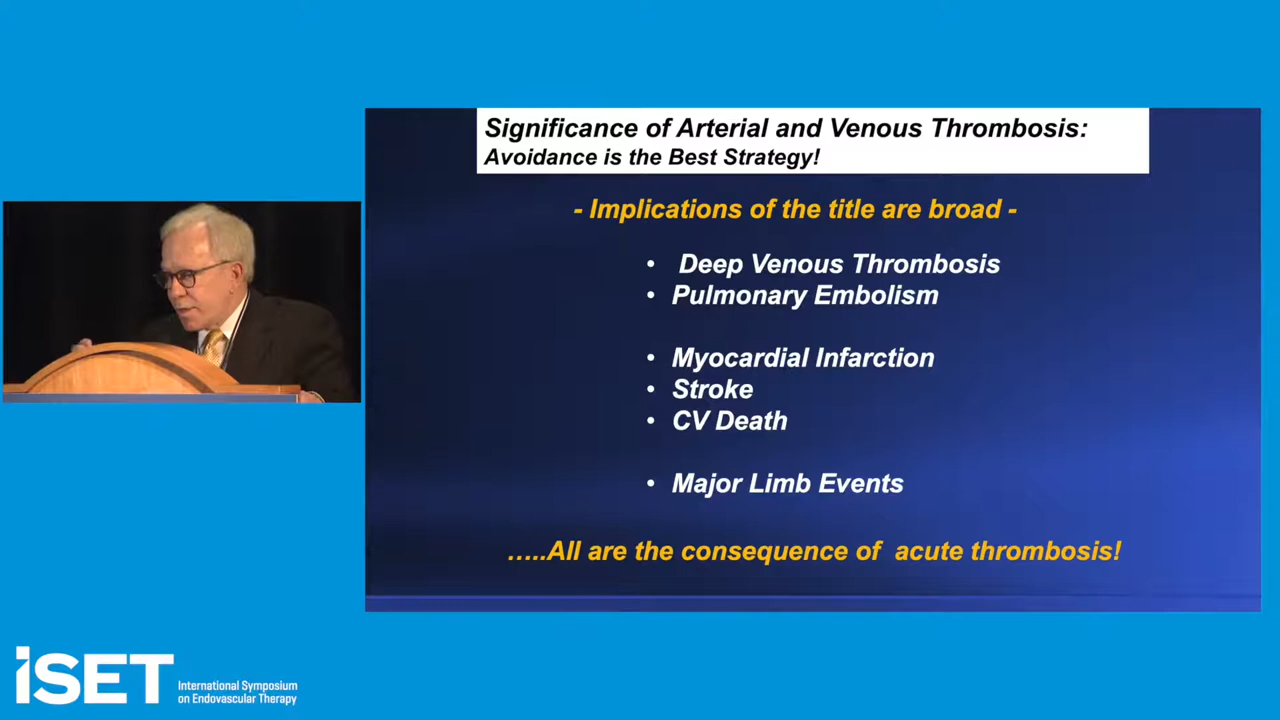 Significance of Arterial and Venous Thrombosis:
Avoidance is the Best Strategy!
- Implications of the title are broad -
• Deep Venous Thrombosis
• Pulmonary Embolism
• Myocardial Infarction
• Stroke
• CV Death
• Major Limb Events
…..All are the consequence of acute thrombosis!
iSET
International Symposium
on Endovascular Therapy